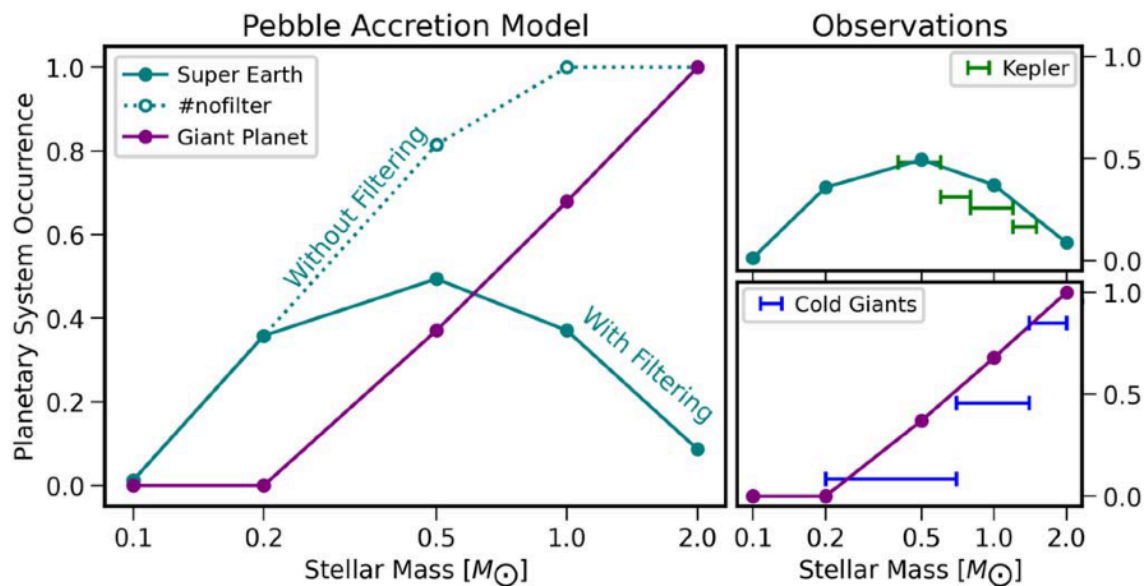 Pebble Accretion Model
Observations
Planetary System Occurrence
1.0
0.8
0.6
0.4
0.2
0.0
Super Earth
#nofilter
Giant Planet
Without Filtering
With Filtering
0.1
0.2
0.5
1.0
2.0
Stellar Mass [M☉]
Kepler
1.0
0.5
0.0
Cold Giants
1.0
0.5
0.0
0.1
0.2
0.5
1.0
2.0
Stellar Mass [M☉]